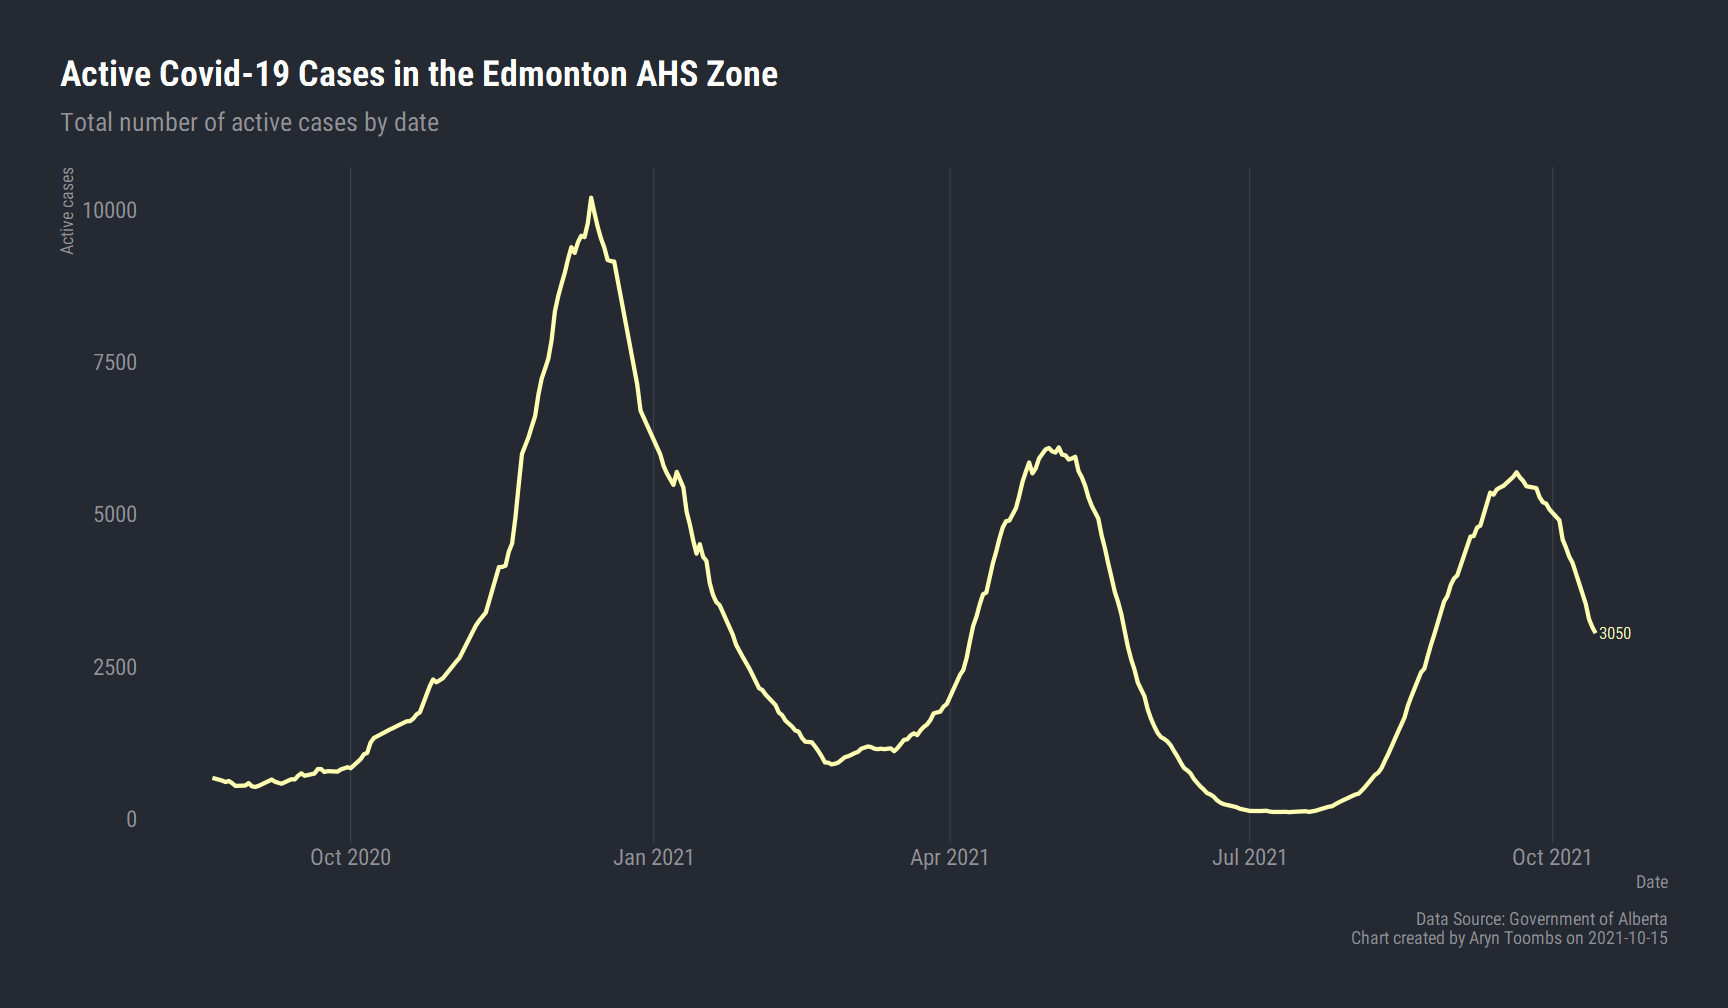 Active Covid-19 Cases in the Edmonton AHS Zone
Total number of active cases by date
Active cases
10000
7500
5000
2500
0
3050
Oct 2020
Jan 2021
Apr 2021
Jul 2021
Oct 2021
Date
Data Source: Government of Alberta
Chart created by Aryn Toombs on 2021-10-15